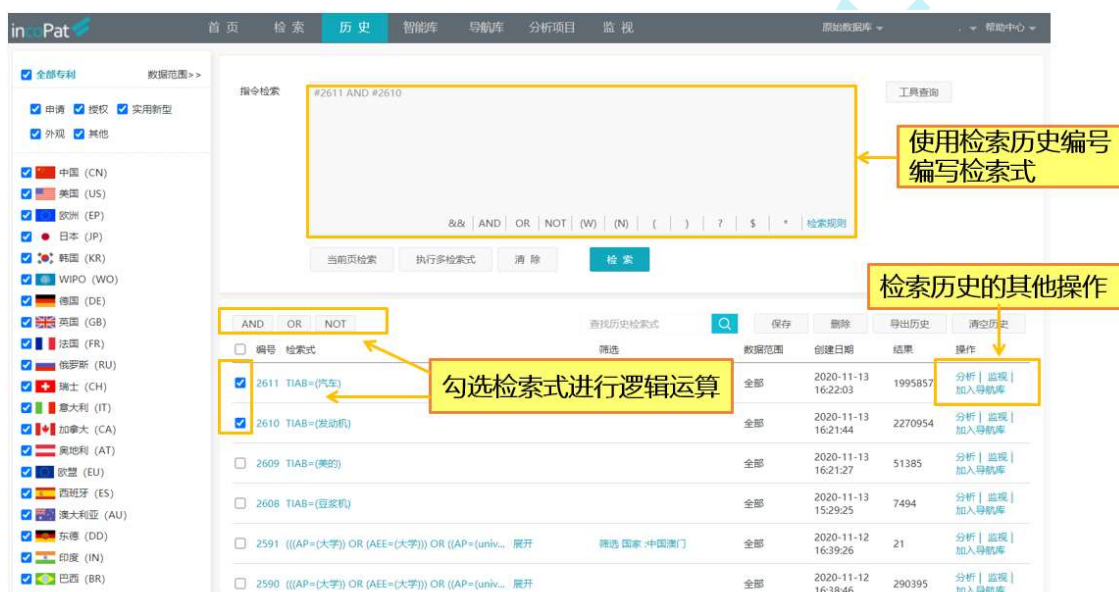 incoPat
首页 检索 历史 智能库 导航库 分析项目 监视 原始数据库 帮助中心
全部专利 数据范围>>
申请 授权 实用新型
外观 其他
中国 (CN)
美国 (US)
欧洲 (EP)
日本 (JP)
韩国 (KR)
WIPO (WO)
德国 (DE)
英国 (GB)
法国 (FR)
俄罗斯 (RU)
瑞士 (CH)
意大利 (IT)
加拿大 (CA)
奥地利 (AT)
欧盟 (EU)
西班牙 (ES)
澳大利亚 (AU)
东德 (DD)
印度 (IN)
巴西 (BR)
指令检索 #2611 AND #2610 工具查询
使用检索历史编号
编写检索式
&& | AND | OR | NOT | (W) | (N) | ( | ) | ? | $ | * | 检索规则
当前页检索 执行多检索式 清除 检索
检索历史的其他操作
AND OR NOT 查找历史检索式 保存 删除 导出历史 清空历史
编号 检索式 筛选 数据范围 创建日期 结果 操作
勾选检索式进行逻辑运算
2611 TIAB=(汽车) 全部 2020-11-13 16:22:03 1995857 分析 | 监视 | 加入导航库
2610 TIAB=(发动机) 全部 2020-11-13 16:21:44 2270954 分析 | 监视 | 加入导航库
2609 TIAB=(美的) 全部 2020-11-13 16:21:27 51385 分析 | 监视 | 加入导航库
2608 TIAB=(豆浆机) 全部 2020-11-13 15:29:25 7494 分析 | 监视 | 加入导航库
2591 (((AP=(大学)) OR (AEE=(大学))) OR ((AP=(univ... 展开 筛选 国家 :中国澳门 全部 2020-11-12 16:39:26 21 分析 | 监视 | 加入导航库
2590 (((AP=(大学)) OR (AEE=(大学))) OR ((AP=(univ... 展开 全部 2020-11-12 16:38:46 290395 分析 | 监视 | 加入导航库